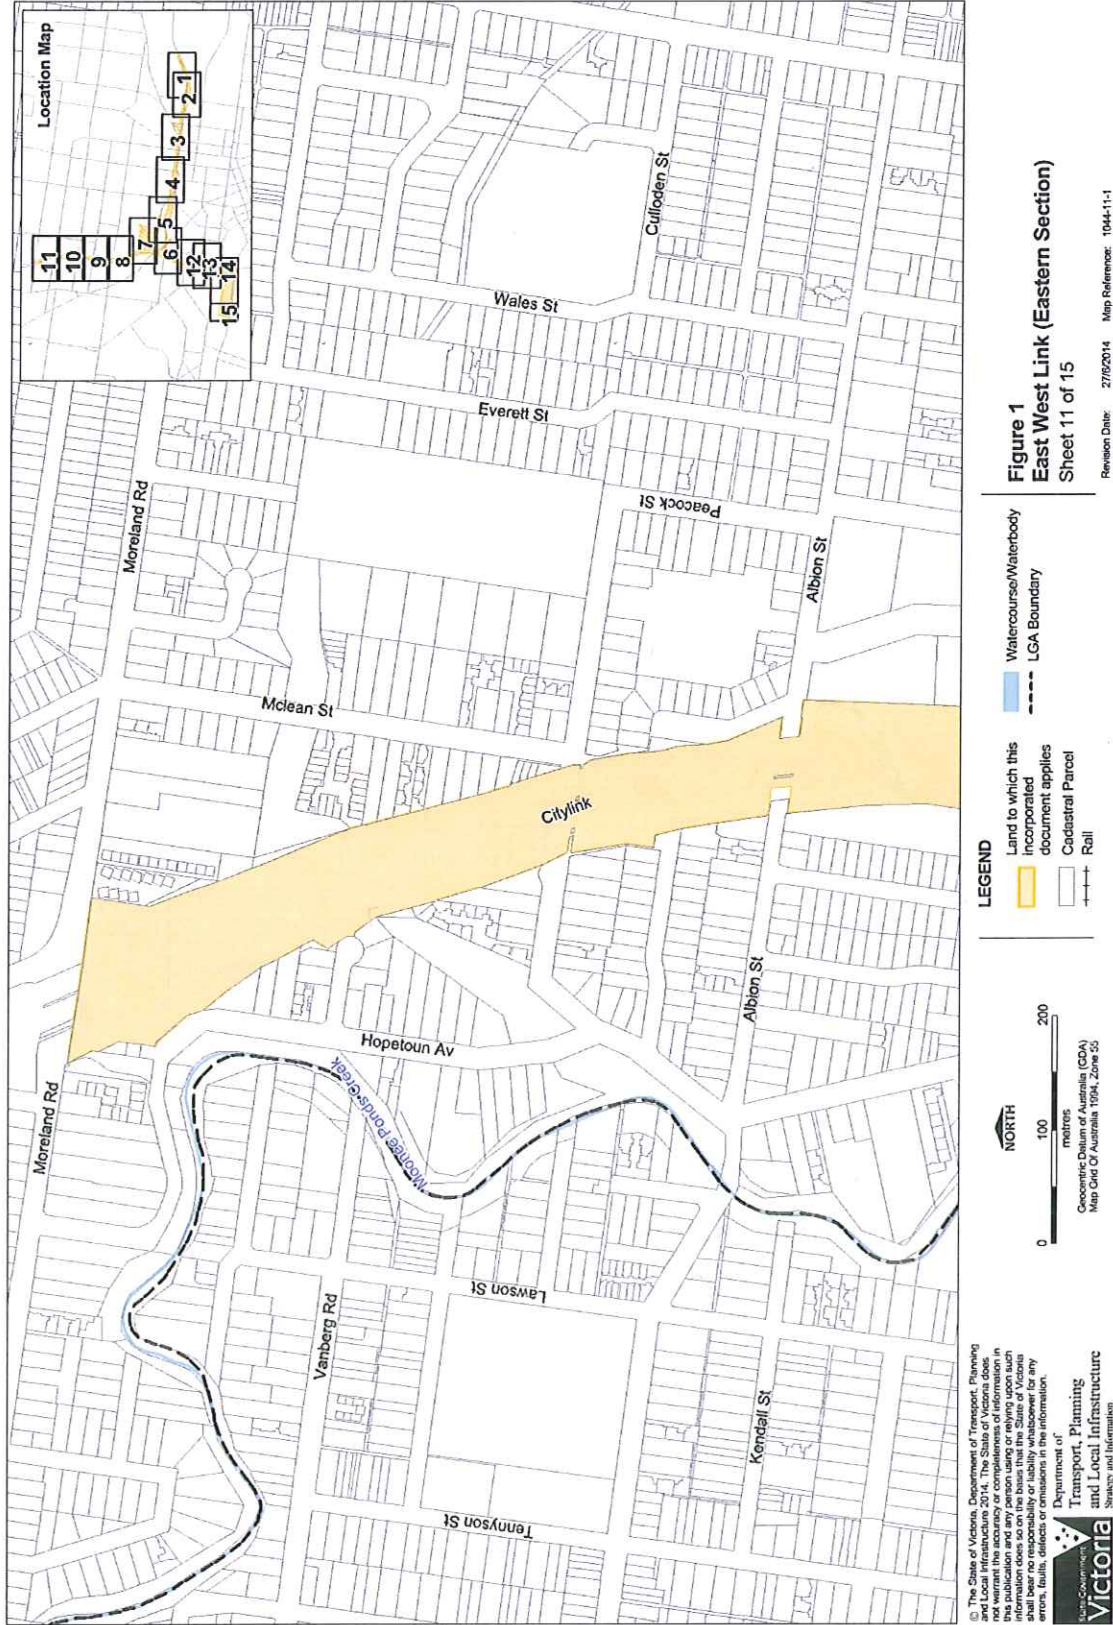 Location Map
11
10
9
8
7
6
5
4
3
2
1
12
13
14
15
Moreland Rd
Moreland Rd
Mclean St
Everett St
Wales St
Culloden St
Peacock St
Albion St
Citylink
Hopetoun Av
Moonee Ponds Creek
Albion St
Vanberg Rd
Lawson St
Tennyson St
Kendall St
© The State of Victoria, Department of Transport, Planning
and Local Infrastructure 2014. The State of Victoria does
not warrant the accuracy or completeness of information in
this publication and any person using or relying upon such
information does so on the basis that the State of Victoria
shall bear no responsibility or liability whatsoever for any
errors, faults, defects or omissions in the information.
State Government
Victoria
Department of
Transport, Planning
and Local Infrastructure
Strategy and Information
NORTH
0 100 200
metres
Geocentric Datum of Australia (GDA)
Map Grid Of Australia 1994, Zone 55
LEGEND
Land to which this
incorporated
document applies
Cadastral Parcel
Rail
Watercourse/Waterbody
LGA Boundary
Figure 1
East West Link (Eastern Section)
Sheet 11 of 15
Revision Date: 27/6/2014 Map Reference: 1044-11-1